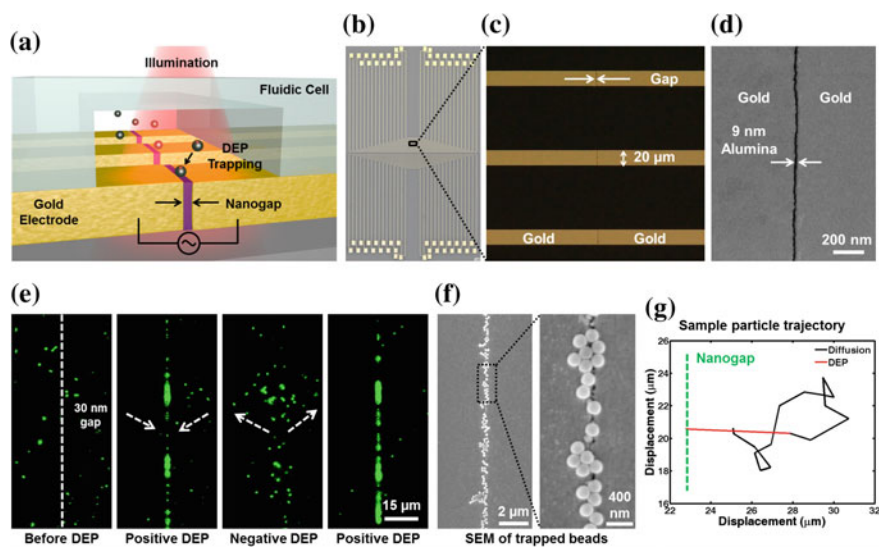 (a)
Illumination
Fluidic Cell
DEP
Trapping
Gold
Electrode
Nanogap
(b)
(c)
Gap
20 µm
Gold
Gold
(d)
Gold
Gold
9 nm
Alumina
200 nm
(e)
30 nm
gap
15 µm
Before DEP
Positive DEP
Negative DEP
Positive DEP
(f)
2 µm
400
nm
SEM of trapped beads
(g)
Sample particle trajectory
Nanogap
Diffusion
DEP
Displacement (µm)
26
24
22
20
18
16
22
24
26
28
30
32
Displacement (µm)